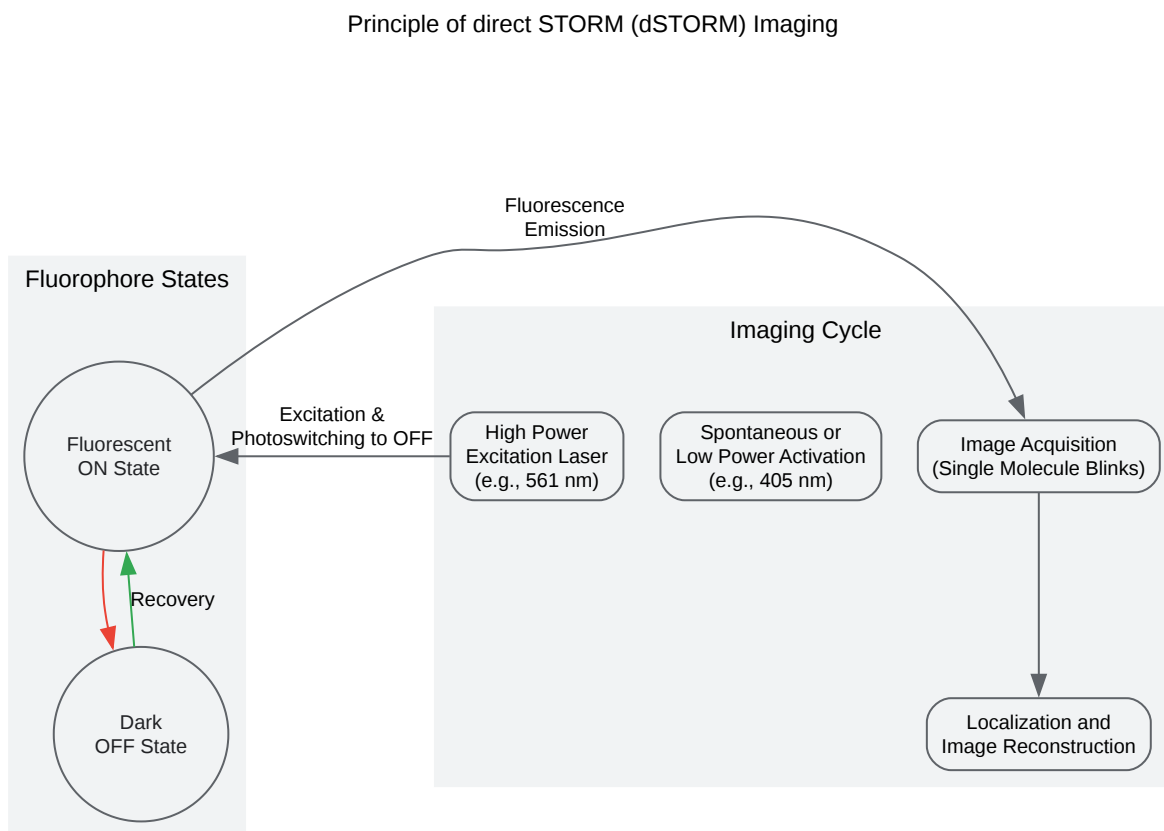 Principle of direct STORM (dSTORM) Imaging
Fluorescence
Emission
Fluorophore States
Imaging Cycle
Fluorescent
ON State
Excitation &
Photoswitching to OFF
High Power
Excitation Laser
(e.g., 561 nm)
Spontaneous or
Low Power Activation
(e.g., 405 nm)
Image Acquisition
(Single Molecule Blinks)
Recovery
Dark
OFF State
Localization and
Image Reconstruction